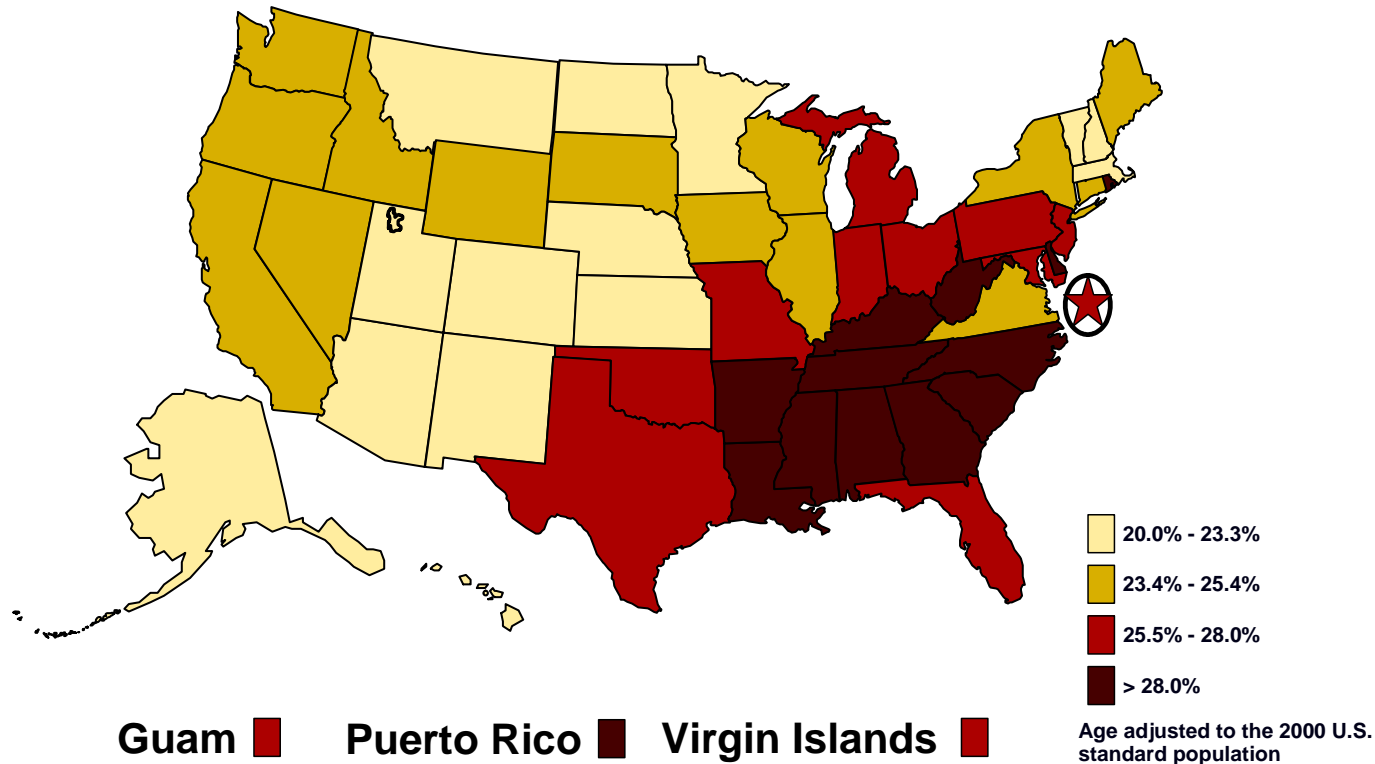 20.0% - 23.3%
23.4% - 25.4%
25.5% - 28.0%
> 28.0%
Guam
Puerto Rico
Virgin Islands
Age adjusted to the 2000 U.S.
standard population